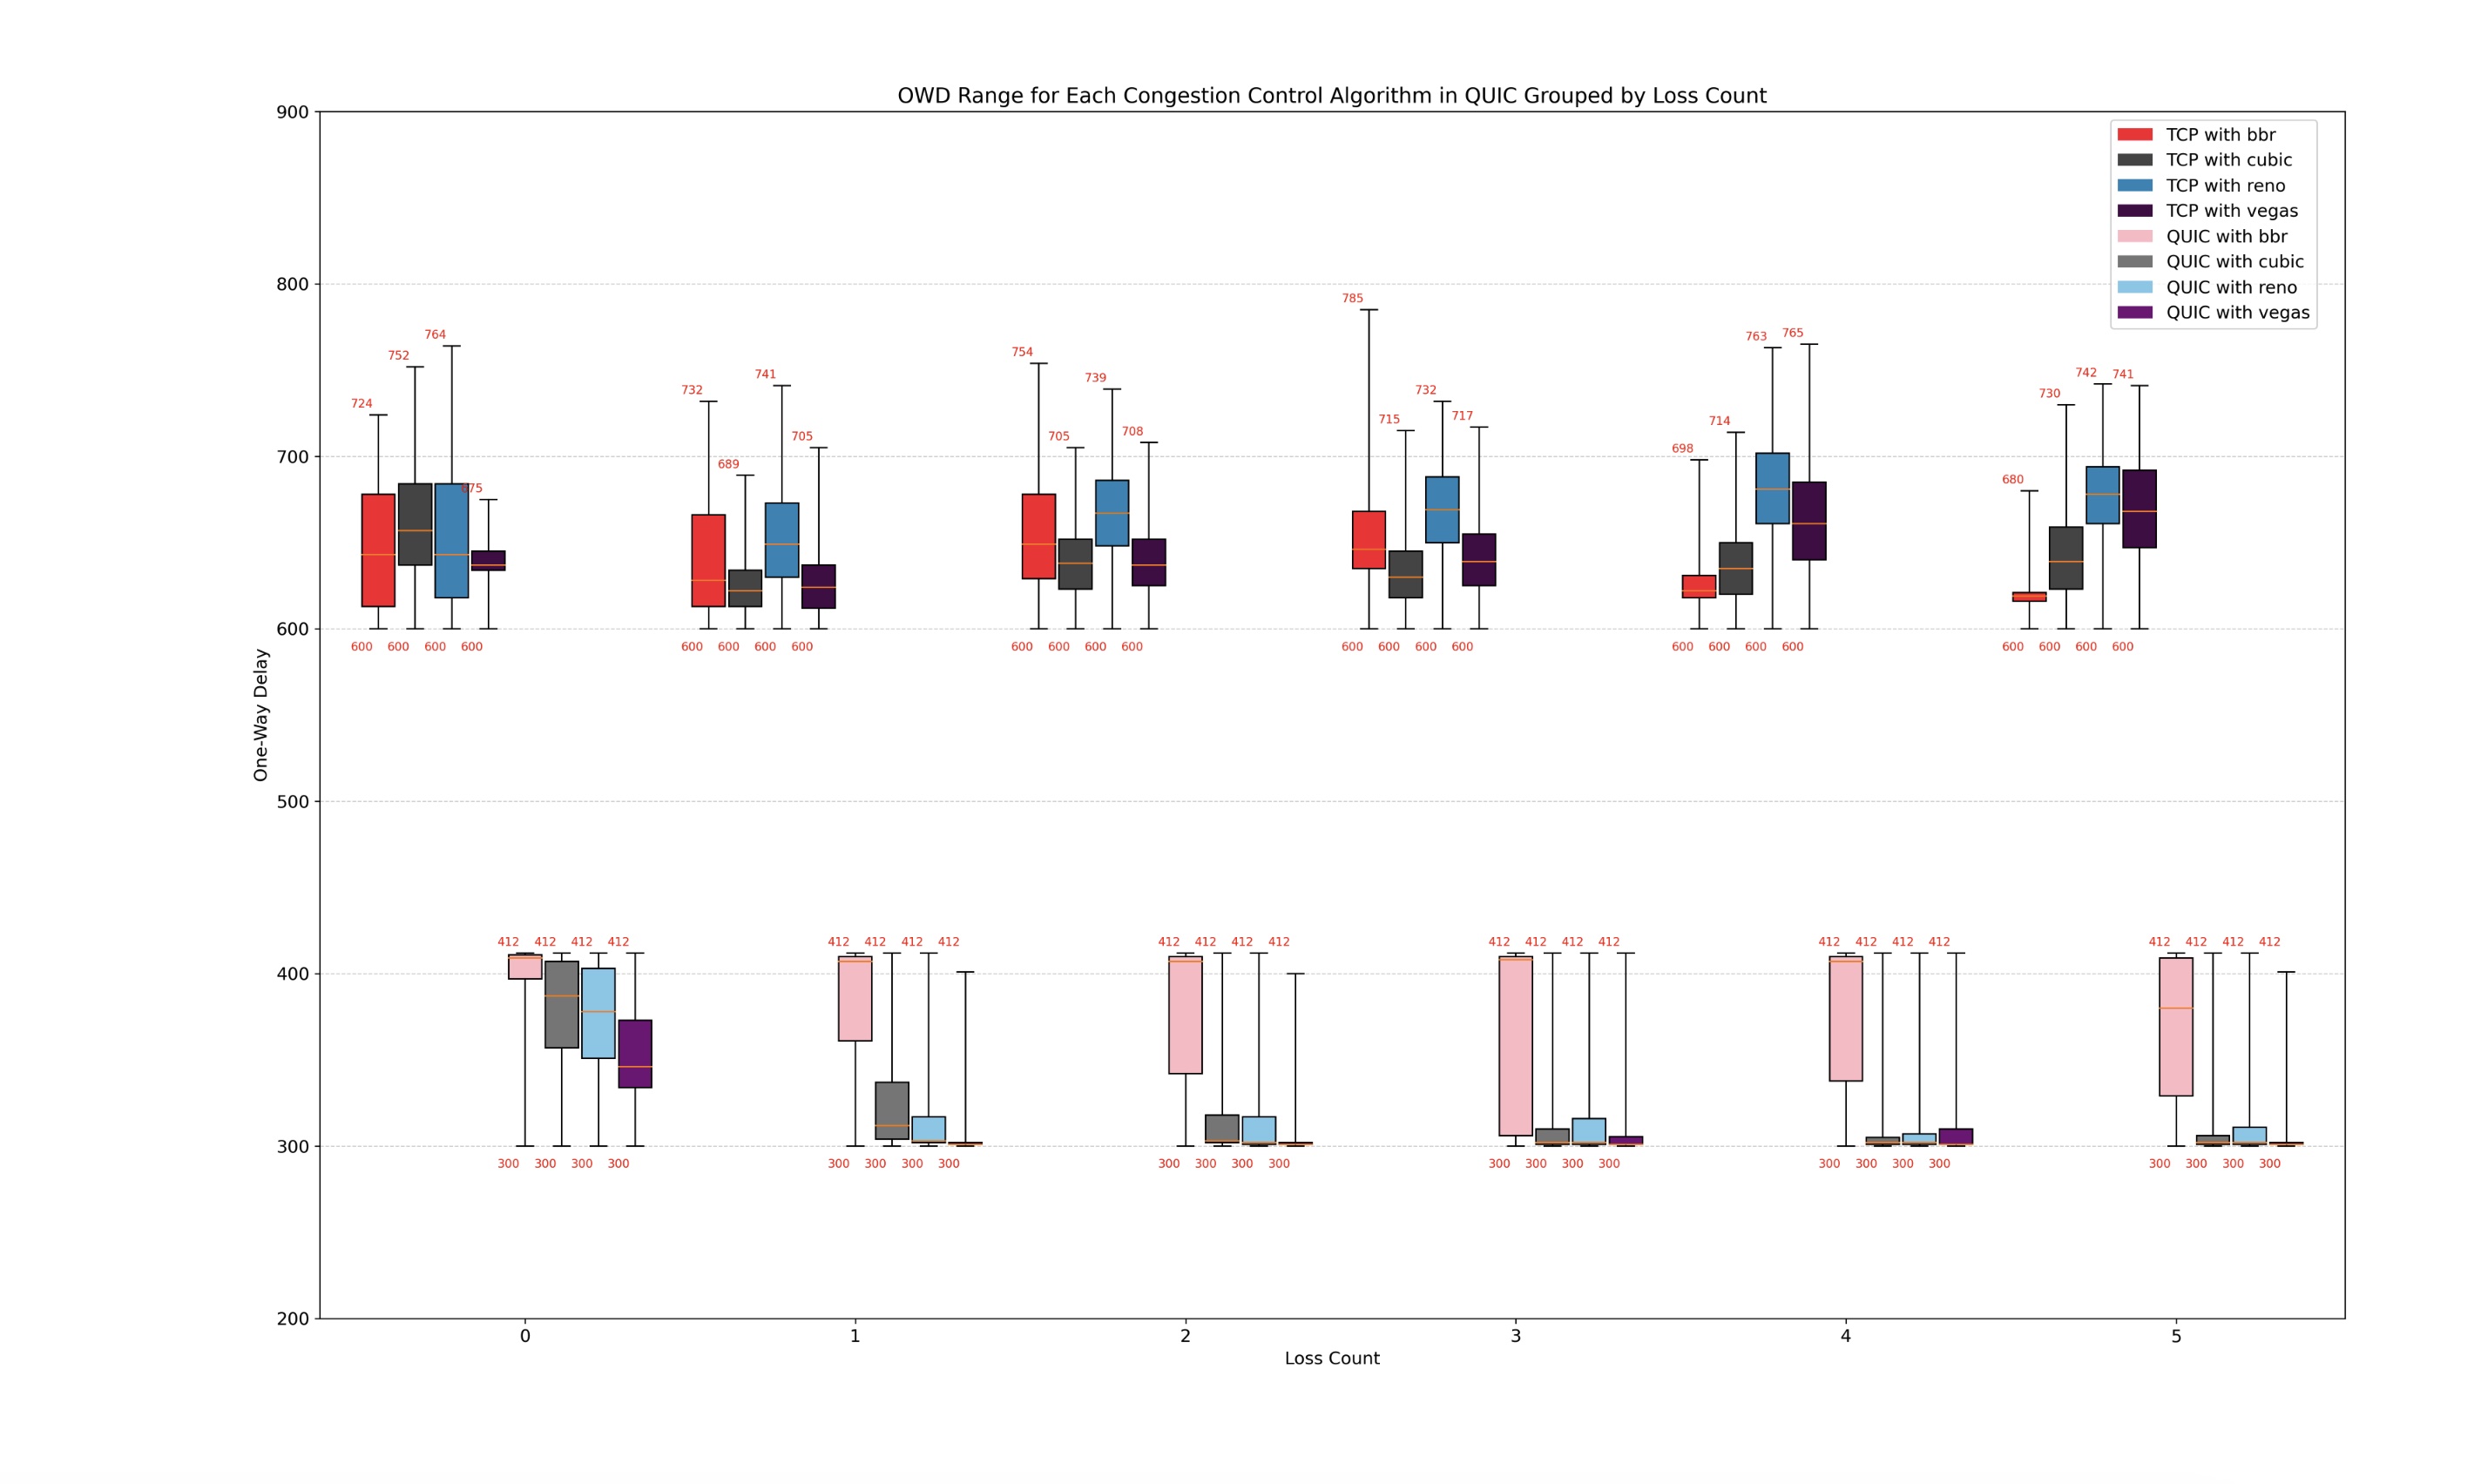 OWD Range for Each Congestion Control Algorithm in QUIC Grouped by Loss Count
900
800
700
600
500
400
300
200
One-Way Delay
TCP with bbr
TCP with cubic
TCP with reno
TCP with vegas
QUIC with bbr
QUIC with cubic
QUIC with reno
QUIC with vegas
724 752 764 675
732 689 741 705
754 705 739 708
785 715 732 717
698 714 763 765
680 730 742 741
600 600 600 600
600 600 600 600
600 600 600 600
600 600 600 600
600 600 600 600
600 600 600 600
412 412 412 412
412 412 412 412
412 412 412 412
412 412 412 412
412 412 412 412
412 412 412 412
300 300 300 300
300 300 300 300
300 300 300 300
300 300 300 300
300 300 300 300
300 300 300 300
0 1 2 3 4 5
Loss Count